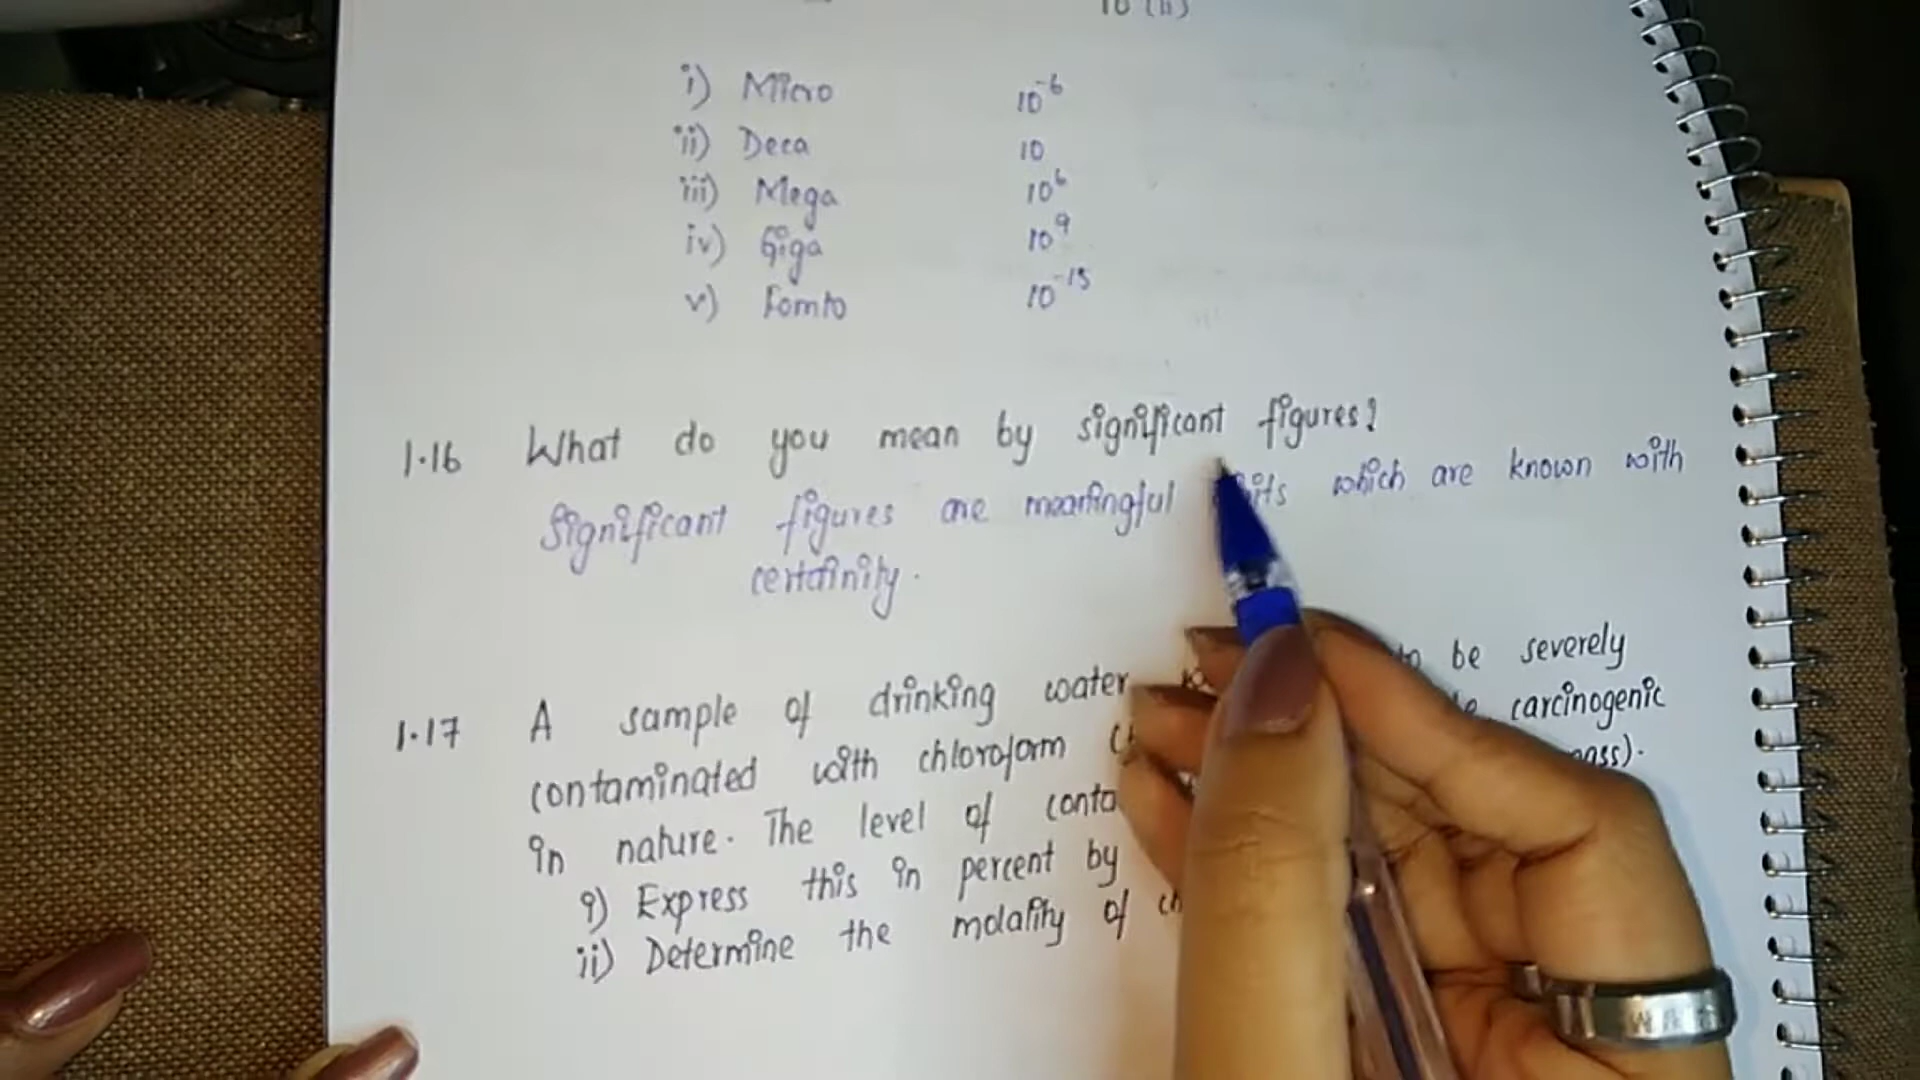 10 (ii)
i) Micro 10⁻⁶
ii) Deca 10
iii) Mega 10⁶
iv) Giga 10⁹
v) Femto 10⁻¹⁵
1.16 What do you mean by significant figures?
Significant figures are meaningful which are known with
certainity.
1.17 A sample of drinking water to be severely
contaminated with chloroform carcinogenic
in nature. The level of mass).
i) Express this in percent by
ii) Determine the molality of